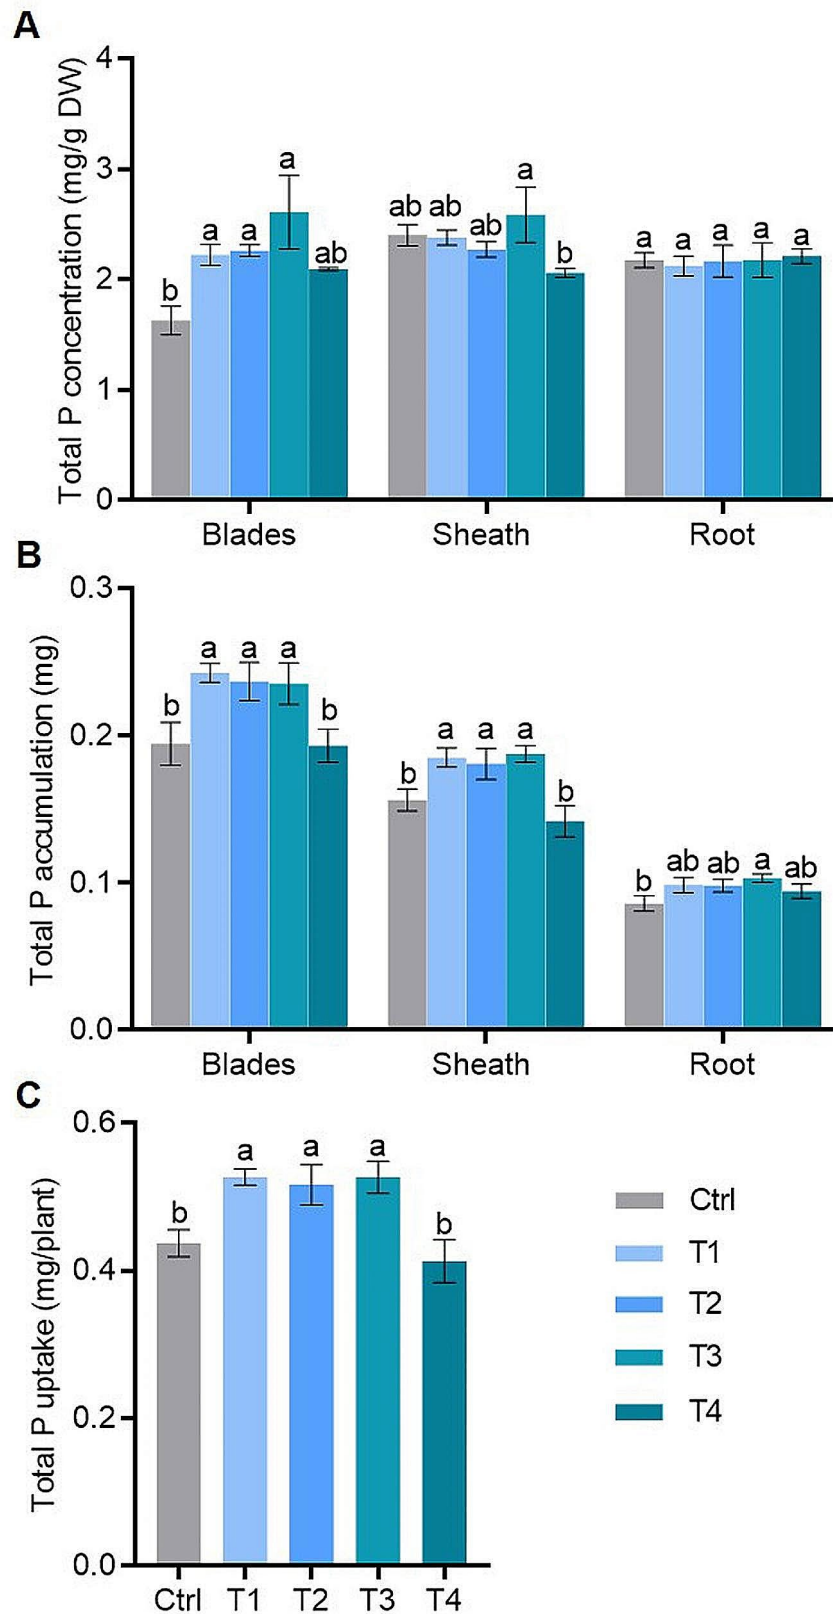 A
Total P concentration (mg/g DW)
4
3
2
1
0
b
a
a
a
ab
ab
ab
ab
a
b
a
a
a
a
a
Blades
Sheath
Root
B
Total P accumulation (mg)
0.3
0.2
0.1
0.0
b
a
a
a
b
b
a
a
a
b
b
ab
ab
a
ab
Blades
Sheath
Root
C
Total P uptake (mg/plant)
0.6
0.4
0.2
0.0
b
a
a
a
b
Ctrl
T1
T2
T3
T4
Ctrl
T1
T2
T3
T4